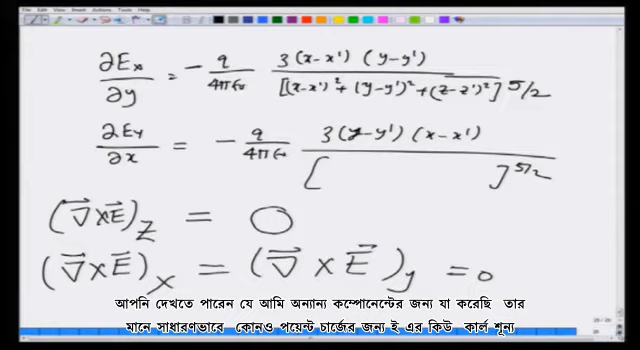 ∂Ex/∂y = - q/4πε₀ 3(x-x')(y-y')/[(x-x')²+(y-y')²+(z-z')²]^5/2
∂Ey/∂x = - q/4πε₀ 3(y-y')(x-x')/[ ]^5/2
(∇⃗×E⃗)z = 0
(∇⃗×E⃗)x = (∇⃗×E⃗)y = 0
আপনি দেখতে পারেন যে আমি অন্যান্য কম্পোনেন্টের জন্য যা করেছি তার
মানে সাধারণভাবে কোনও পয়েন্ট চার্জের জন্য ই এর কিউ কার্ল শূন্য